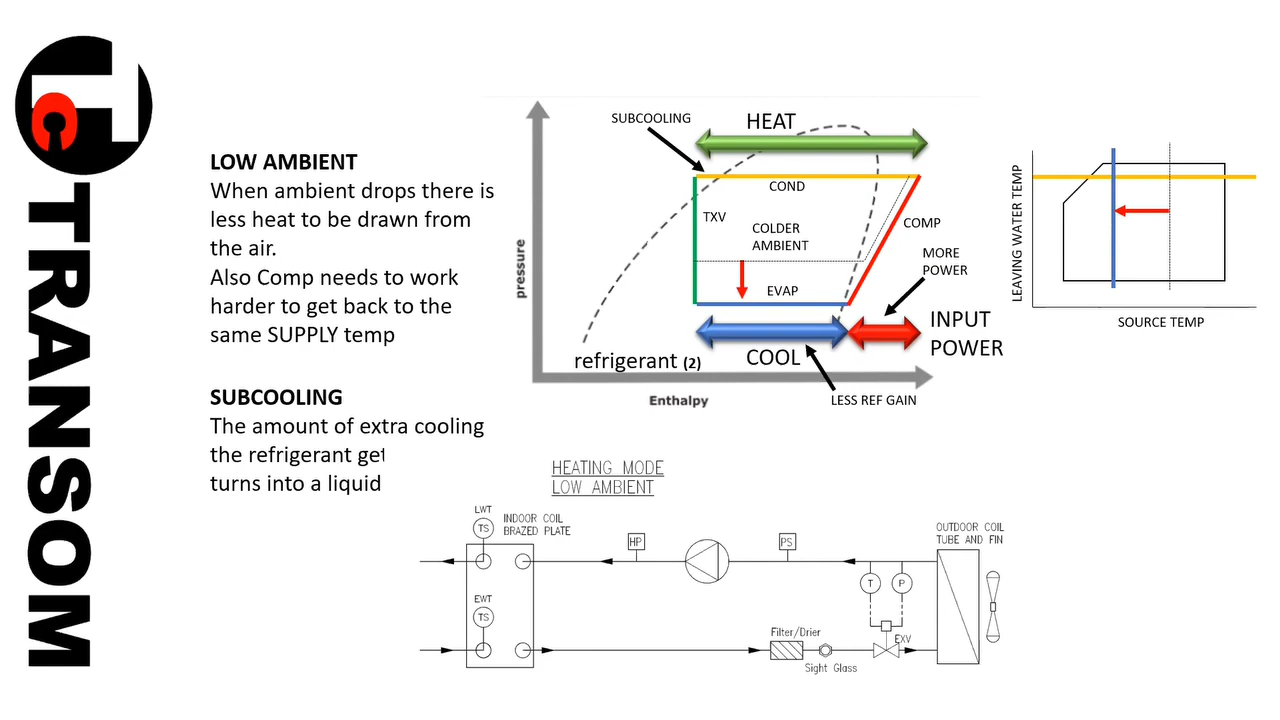 TC TRANSOM
LOW AMBIENT
When ambient drops there is
less heat to be drawn from
the air.
Also Comp needs to work
harder to get back to the
same SUPPLY temp
SUBCOOLING
The amount of extra cooling
the refrigerant get
turns into a liquid
SUBCOOLING
HEAT
COND
TXV
COLDER
AMBIENT
COMP
MORE
POWER
EVAP
INPUT
POWER
COOL
LESS REF GAIN
refrigerant (2)
pressure
Enthalpy
LEAVING WATER TEMP
SOURCE TEMP
HEATING MODE
LOW AMBIENT
LWT
TS
INDOOR COIL
BRAZED PLATE
HP
PS
OUTDOOR COIL
TUBE AND FIN
T
P
EWT
TS
Filter/Drier
Sight Glass
EXV